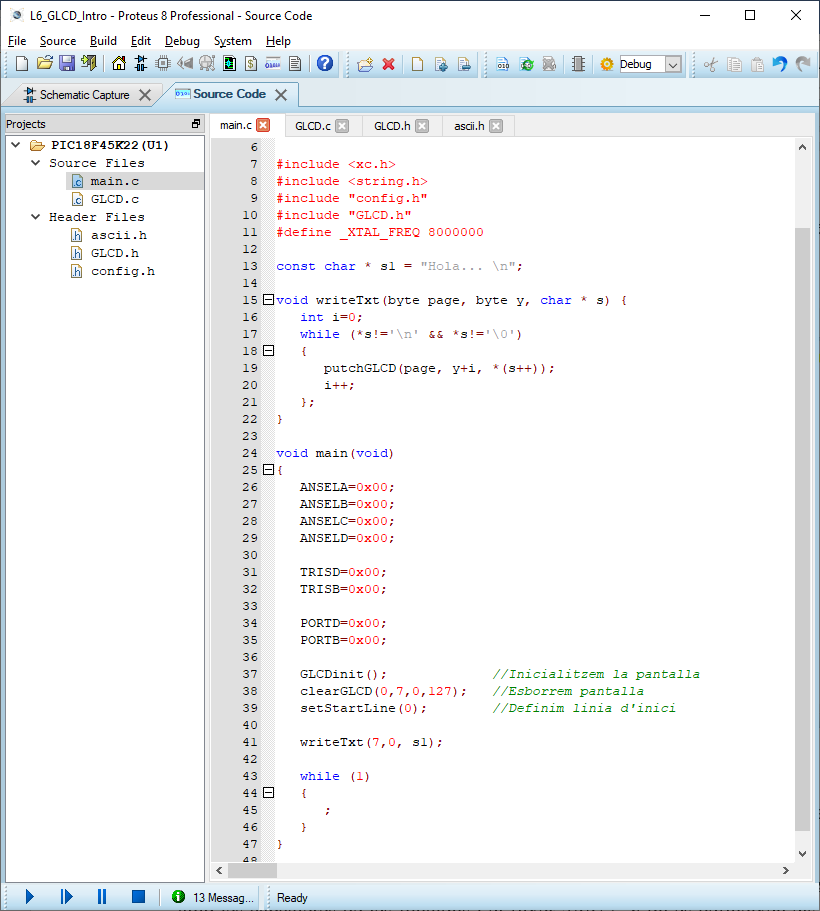 L6_GLCD_Intro - Proteus 8 Professional - Source Code
File Source Build Edit Debug System Help
Debug
Schematic Capture Source Code
Projects
PIC18F45K22(U1)
Source Files
main.c
GLCD.c
Header Files
ascii.h
GLCD.h
config.h
main.c GLCD.c GLCD.h ascii.h
6
7 #include <xc.h>
8 #include <string.h>
9 #include "config.h"
10 #include "GLCD.h"
11 #define _XTAL_FREQ 8000000
12
13 const char * s1 = "Hola... \n";
14
15 void writeTxt(byte page, byte y, char * s) {
16 int i=0;
17 while (*s!='\n' && *s!='\0')
18 {
19 putchGLCD(page, y+i, *(s++));
20 i++;
21 };
22 }
23
24 void main(void)
25 {
26 ANSELA=0x00;
27 ANSELB=0x00;
28 ANSELC=0x00;
29 ANSELD=0x00;
30
31 TRISD=0x00;
32 TRISB=0x00;
33
34 PORTD=0x00;
35 PORTB=0x00;
36
37 GLCDinit(); //Inicialitzem la pantalla
38 clearGLCD(0,7,0,127); //Esborrem pantalla
39 setStartLine(0); //Definim linia d'inici
40
41 writeTxt(7,0, s1);
42
43 while (1)
44 {
45 ;
46 }
47 }
48
13 Messag... Ready